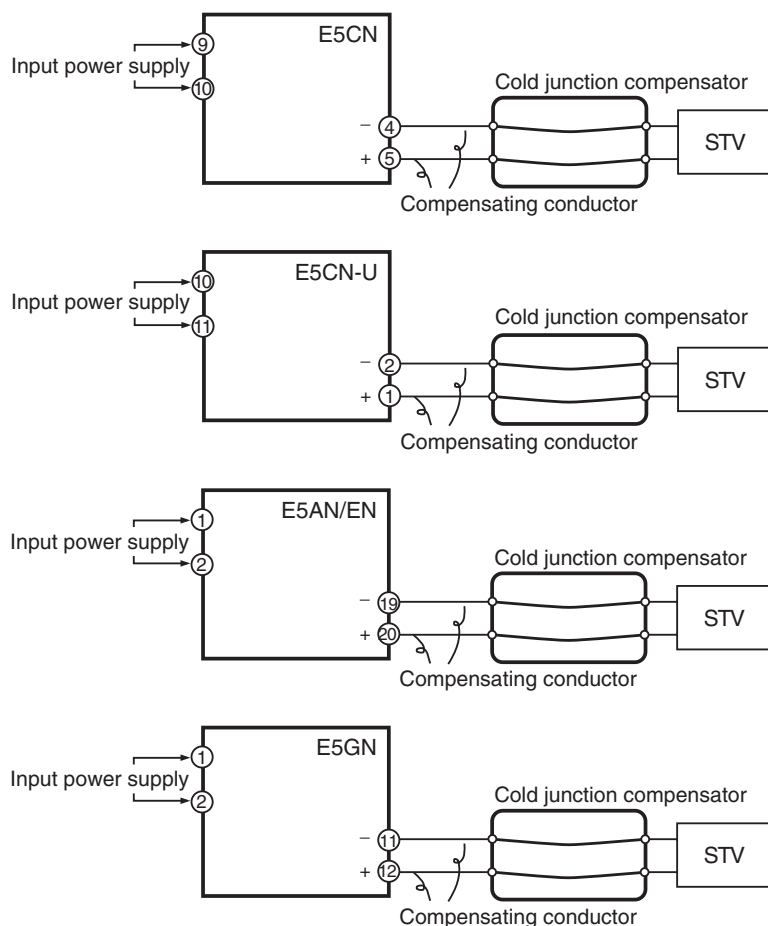 E5CN
9
Input power supply
10
Cold junction compensator
− 4
+ 5
STV
Compensating conductor
E5CN-U
10
Input power supply
11
Cold junction compensator
− 2
+ 1
STV
Compensating conductor
E5AN/EN
1
Input power supply
2
Cold junction compensator
− 19
+ 20
STV
Compensating conductor
E5GN
1
Input power supply
2
Cold junction compensator
− 11
+ 12
STV
Compensating conductor